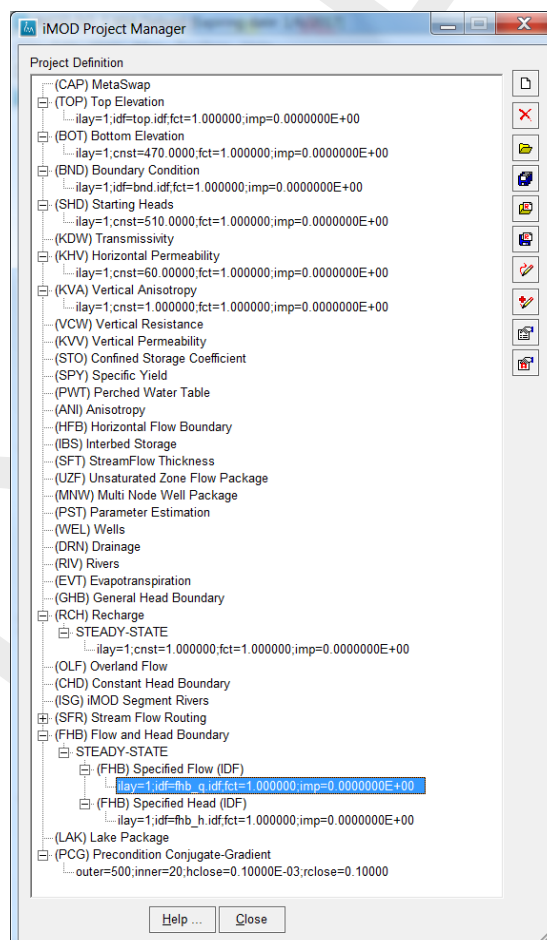 iMOD Project Manager
Project Definition
(CAP) MetaSwap
(TOP) Top Elevation
ilay=1;idf=top.idf;fct=1.000000;imp=0.0000000E+00
(BOT) Bottom Elevation
ilay=1;cnst=470.0000;fct=1.000000;imp=0.0000000E+00
(BND) Boundary Condition
ilay=1;idf=bnd.idf;fct=1.000000;imp=0.0000000E+00
(SHD) Starting Heads
ilay=1;cnst=510.0000;fct=1.000000;imp=0.0000000E+00
(KDW) Transmissivity
(KHV) Horizontal Permeability
ilay=1;cnst=60.00000;fct=1.000000;imp=0.0000000E+00
(KVA) Vertical Anisotropy
ilay=1;cnst=1.000000;fct=1.000000;imp=0.0000000E+00
(VCW) Vertical Resistance
(KVV) Vertical Permeability
(STO) Confined Storage Coefficient
(SPY) Specific Yield
(PWT) Perched Water Table
(ANI) Anisotropy
(HFB) Horizontal Flow Boundary
(IBS) Interbed Storage
(SFT) StreamFlow Thickness
(UZF) Unsaturated Zone Flow Package
(MNW) Multi Node Well Package
(PST) Parameter Estimation
(WEL) Wells
(DRN) Drainage
(RIV) Rivers
(EVT) Evapotranspiration
(GHB) General Head Boundary
(RCH) Recharge
STEADY-STATE
ilay=1;cnst=1.000000;fct=1.000000;imp=0.0000000E+00
(OLF) Overland Flow
(CHD) Constant Head Boundary
(ISG) iMOD Segment Rivers
(SFR) Stream Flow Routing
(FHB) Flow and Head Boundary
STEADY-STATE
(FHB) Specified Flow (IDF)
ilay=1;idf=fhb_q.idf;fct=1.000000;imp=0.0000000E+00
(FHB) Specified Head (IDF)
ilay=1;idf=fhb_h.idf;fct=1.000000;imp=0.0000000E+00
(LAK) Lake Package
(PCG) Precondition Conjugate-Gradient
outer=500;inner=20;hclose=0.10000E-03;rclose=0.10000
Help ... Close